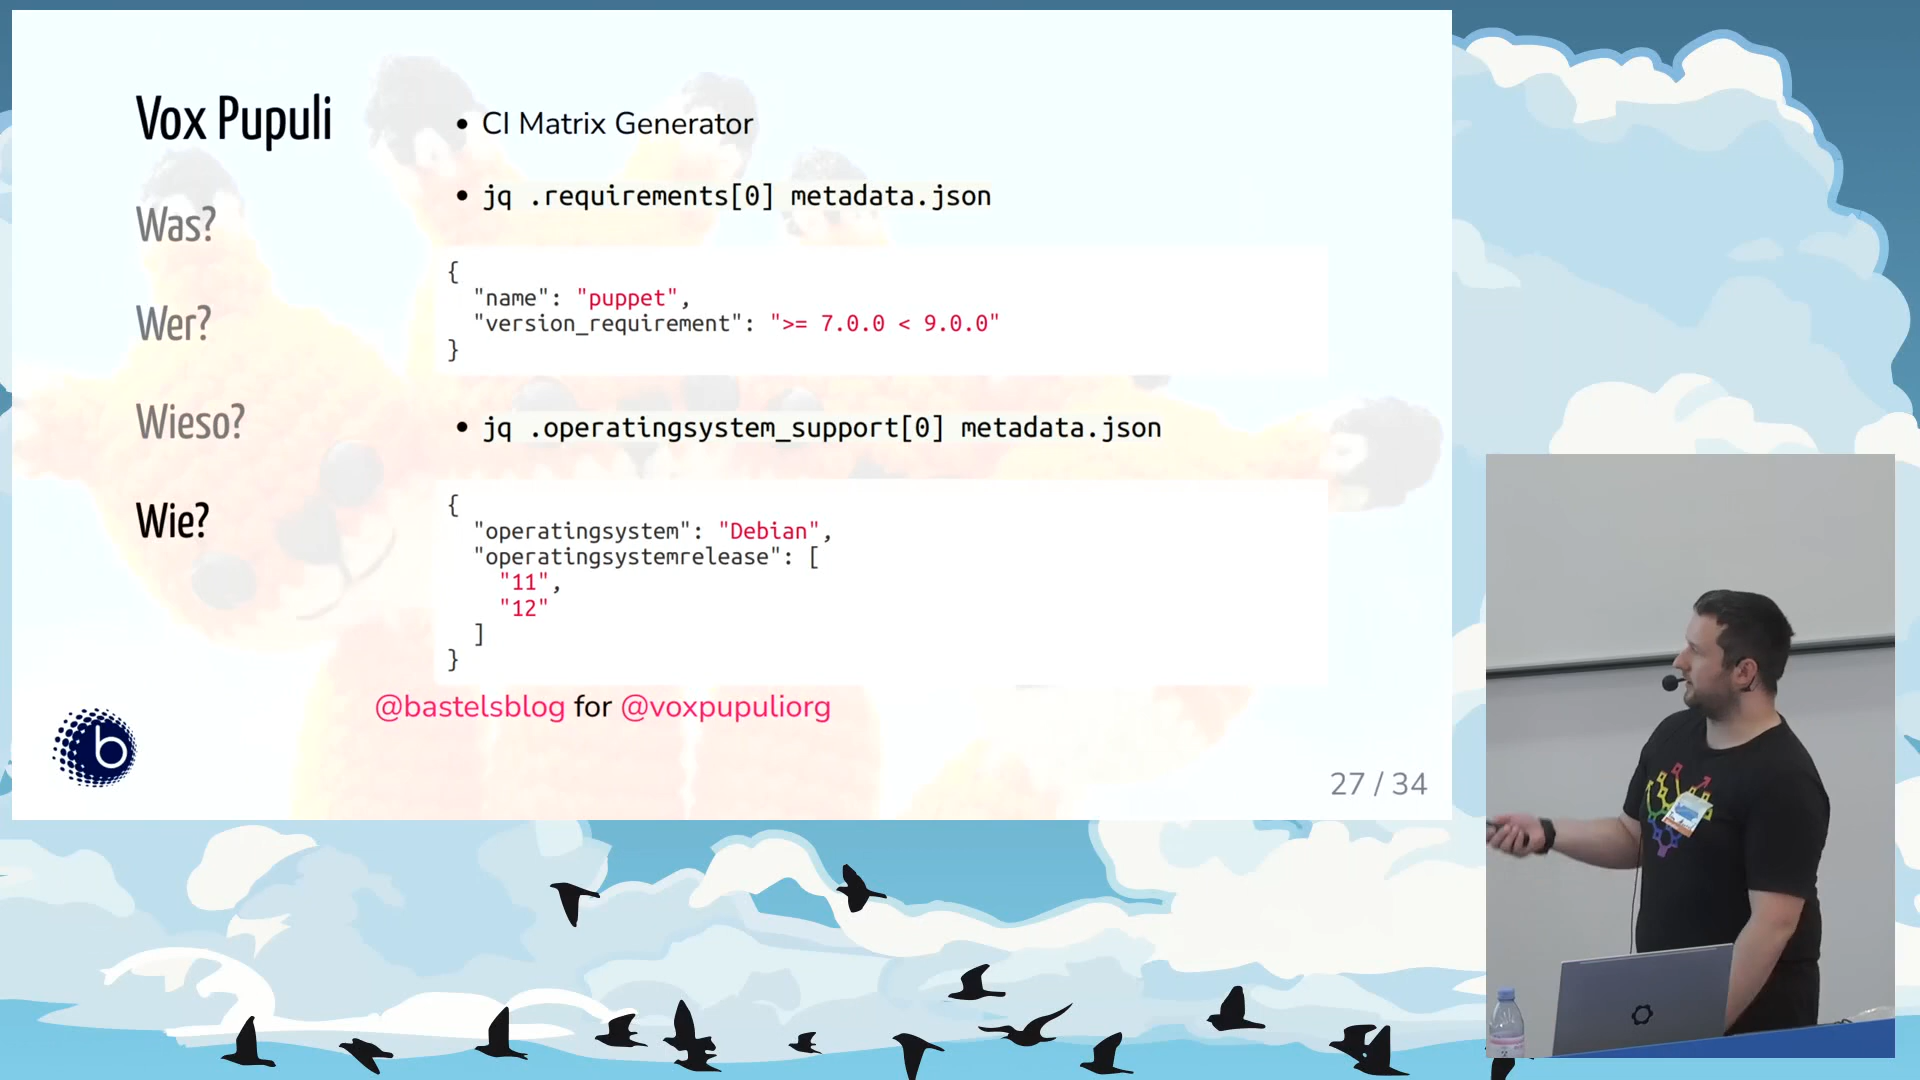 Vox Pupuli
Was?
Wer?
Wieso?
Wie?
• CI Matrix Generator
• jq .requirements[0] metadata.json
{
  "name": "puppet",
  "version_requirement": ">= 7.0.0 < 9.0.0"
}
• jq .operatingsystem_support[0] metadata.json
{
  "operatingsystem": "Debian",
  "operatingsystemrelease": [
    "11",
    "12"
  ]
}
@bastelsblog for @voxpupuliorg
b
27 / 34